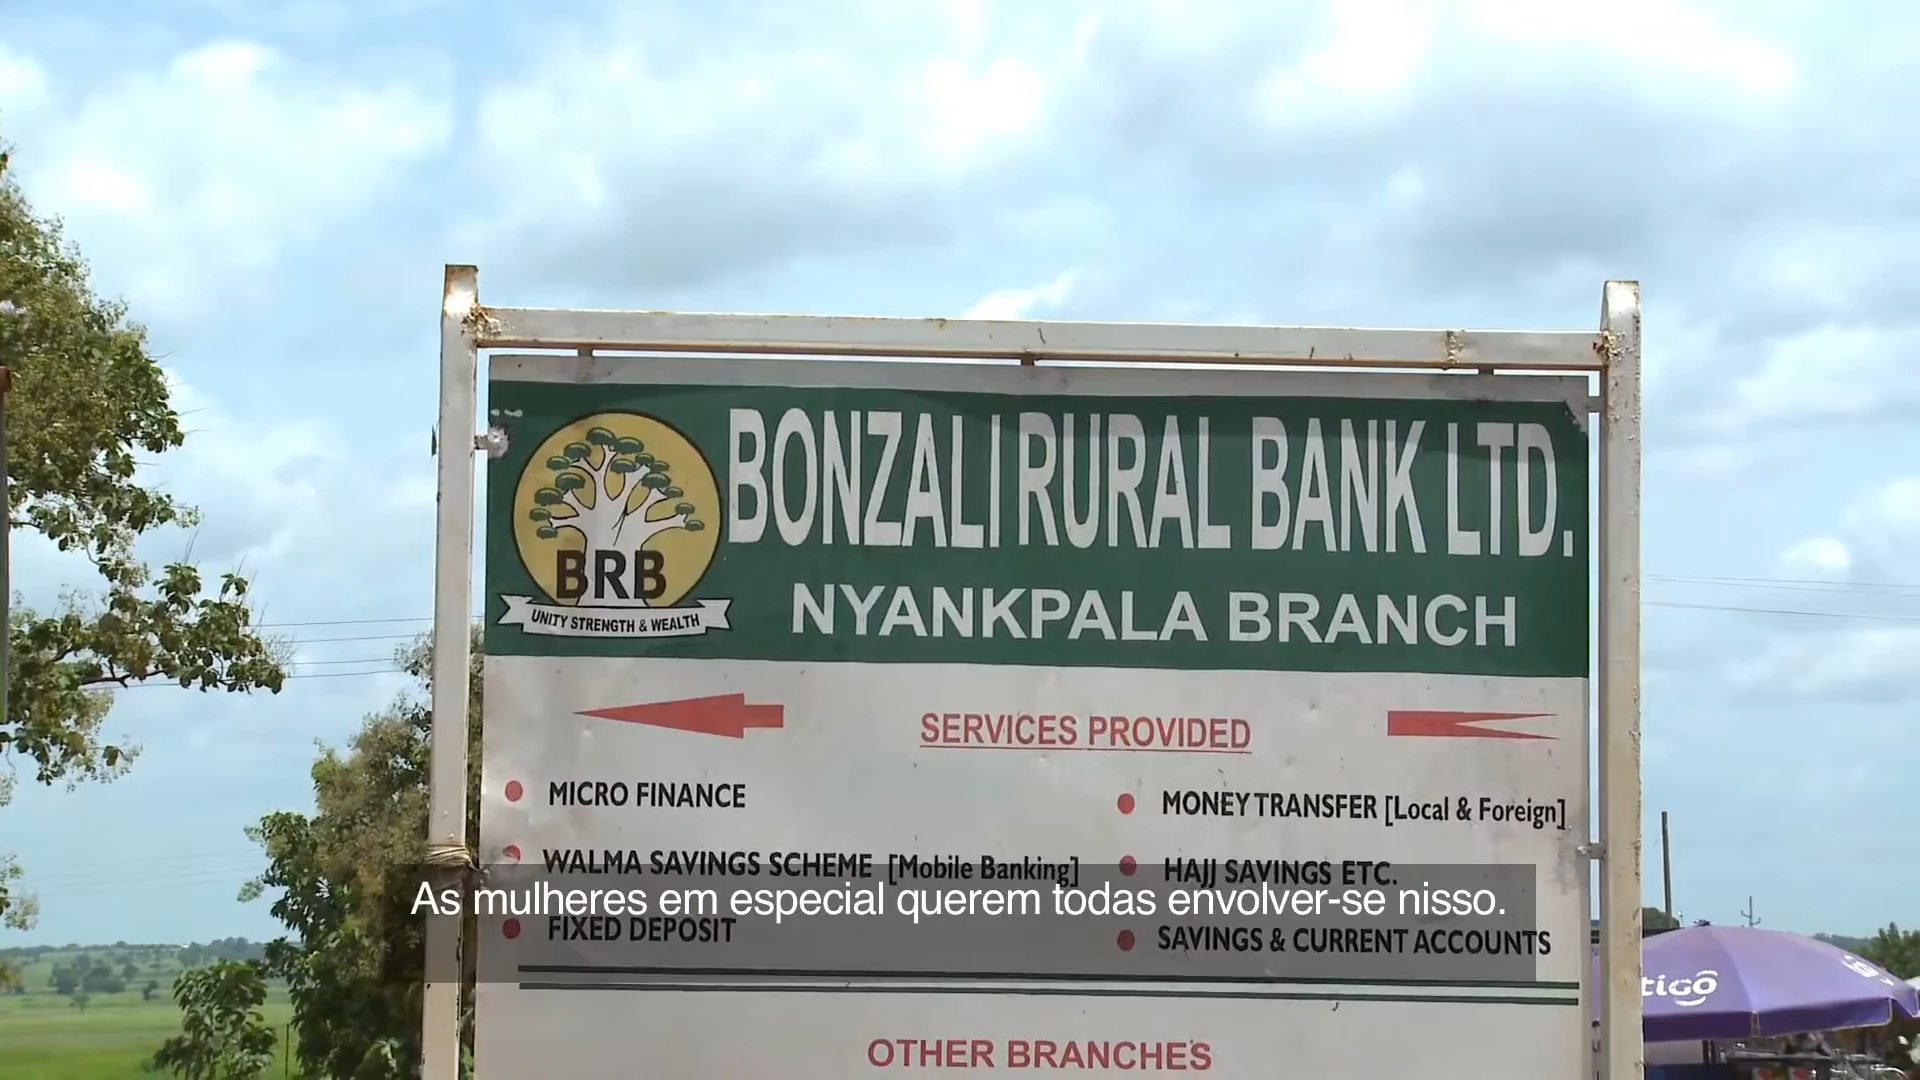 BONZALI RURAL BANK LTD.
BRB
UNITY STRENGTH & WEALTH
NYANKPALA BRANCH
SERVICES PROVIDED
MICRO FINANCE
MONEY TRANSFER [Local & Foreign]
WALMA SAVINGS SCHEME [Mobile Banking]
HAJJ SAVINGS ETC.
As mulheres em especial querem todas envolver-se nisso.
FIXED DEPOSIT
SAVINGS & CURRENT ACCOUNTS
tigo
OTHER BRANCHES